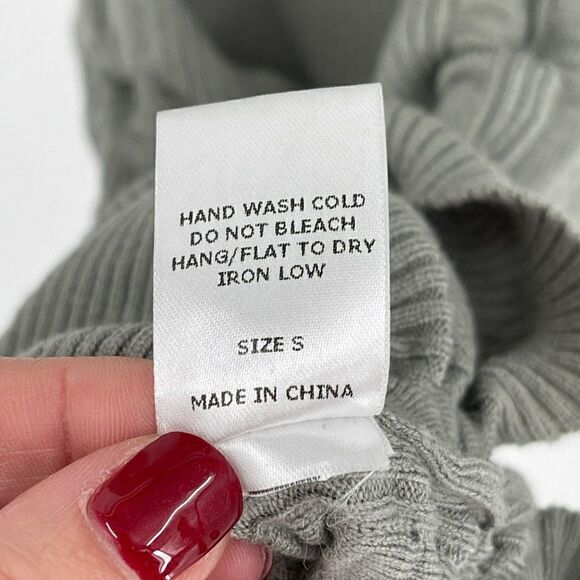 HAND WASH COLD
DO NOT BLEACH
HANG/FLAT TO DRY
IRON LOW
SIZE S
MADE IN CHINA